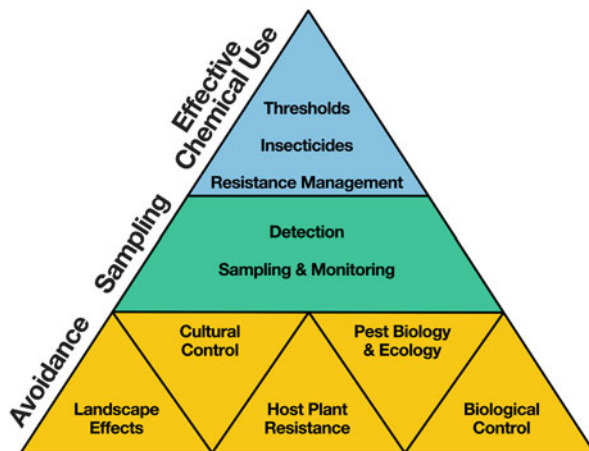 Effective
Chemical Use
Thresholds
Insecticides
Resistance Management
Sampling
Detection
Sampling & Monitoring
Avoidance
Cultural
Control
Pest Biology
& Ecology
Landscape
Effects
Host Plant
Resistance
Biological
Control